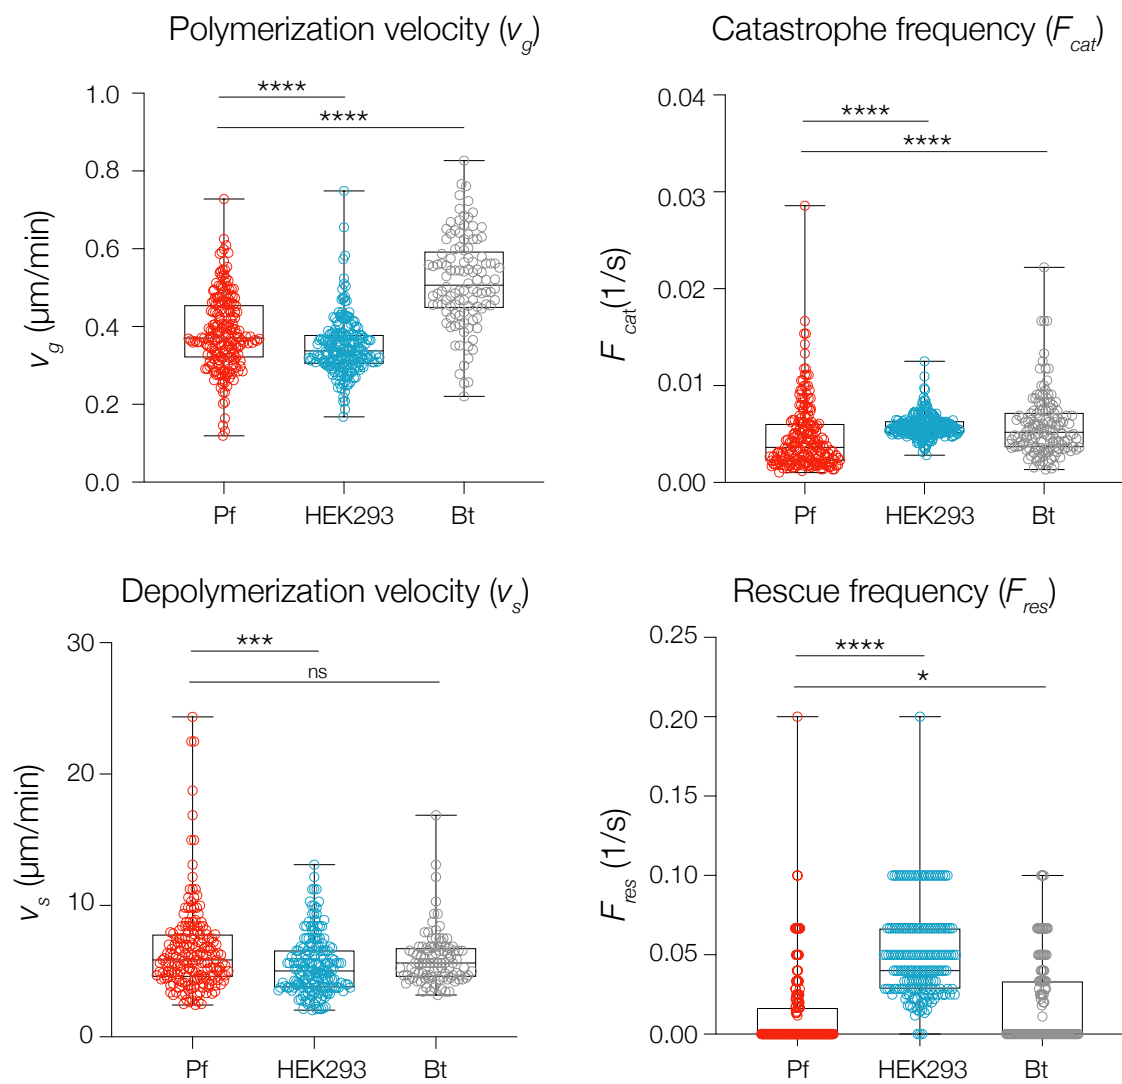 Polymerization velocity (vg)
1.0
0.8
0.6
0.4
0.2
0.0
vg (µm/min)
****
****
Pf HEK293 Bt
Catastrophe frequency (Fcat)
0.04
0.03
0.02
0.01
0.00
Fcat (1/s)
****
****
Pf HEK293 Bt
Depolymerization velocity (vs)
30
20
10
0
vs (µm/min)
***
ns
Pf HEK293 Bt
Rescue frequency (Fres)
0.25
0.20
0.15
0.10
0.05
0.00
Fres (1/s)
****
*
Pf HEK293 Bt